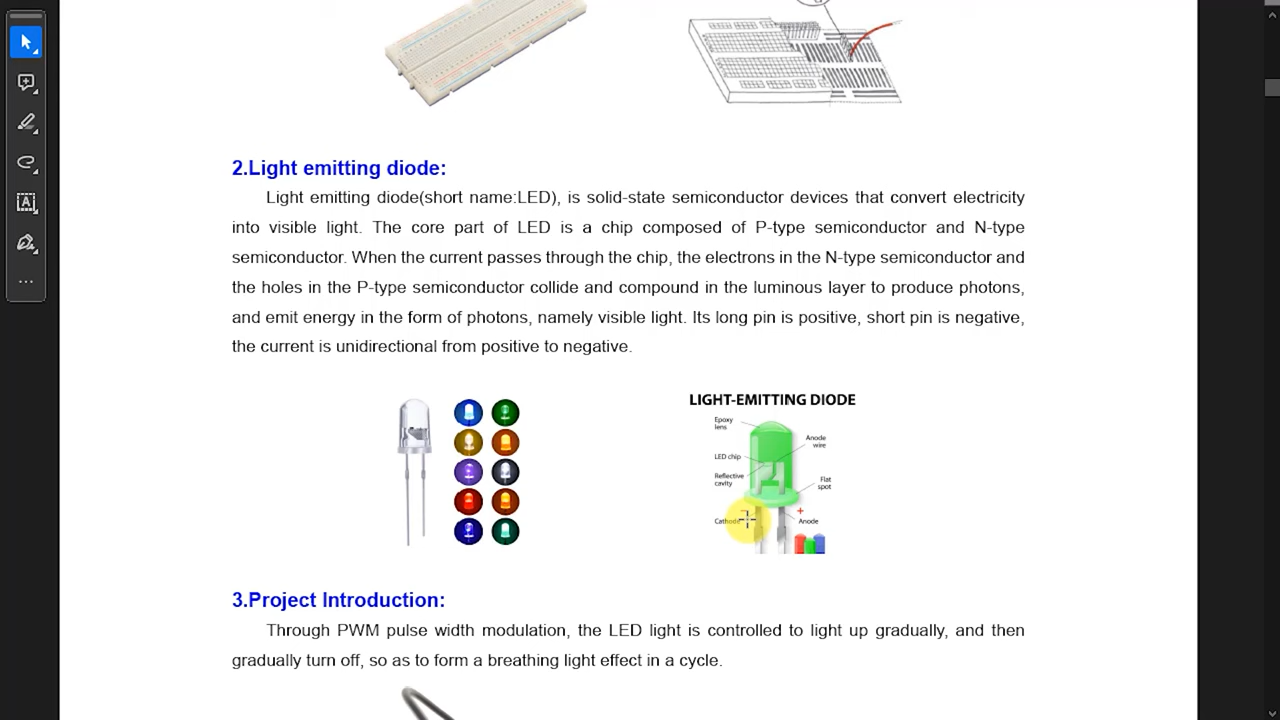 2.Light emitting diode:
Light emitting diode(short name:LED), is solid-state semiconductor devices that convert electricity
into visible light. The core part of LED is a chip composed of P-type semiconductor and N-type
semiconductor. When the current passes through the chip, the electrons in the N-type semiconductor and
the holes in the P-type semiconductor collide and compound in the luminous layer to produce photons,
and emit energy in the form of photons, namely visible light. Its long pin is positive, short pin is negative,
the current is unidirectional from positive to negative.
LIGHT-EMITTING DIODE
Epoxy
lens
Anode
wire
LED chip
Reflective
cavity
Flat
spot
Cathode
+
Anode
3.Project Introduction:
Through PWM pulse width modulation, the LED light is controlled to light up gradually, and then
gradually turn off, so as to form a breathing light effect in a cycle.